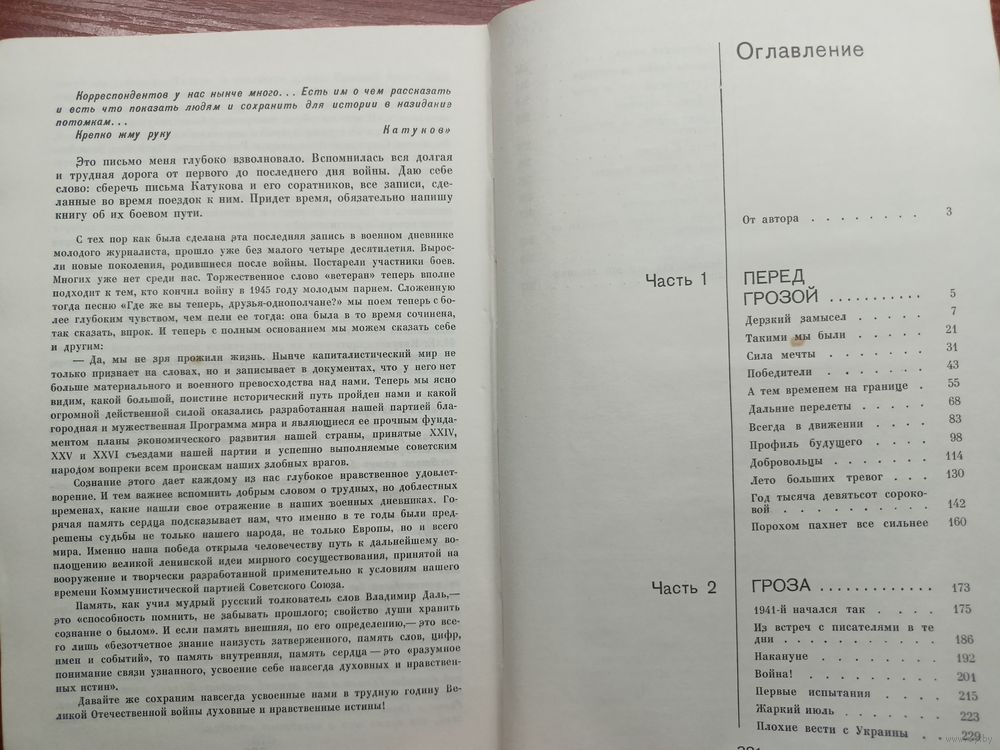 Корреспондентов у нас нынче много... Есть им о чем рассказать
и есть что показать людям и сохранить для истории в назидание
потомкам...
Крепко жму руку Катуков»
Это письмо меня глубоко взволновало. Вспомнилась вся долгая
и трудная дорога от первого до последнего дня войны. Даю себе
слово: сберечь письма Катукова и его соратников, все записи, сде-
ланные во время поездок к ним. Придет время, обязательно напишу
книгу об их боевом пути.
С тех пор как была сделана эта последняя запись в военном дневнике
молодого журналиста, прошло уже без малого четыре десятилетия. Вырос-
ли новые поколения, родившиеся после войны. Постарели участники боев.
Многих уже нет среди нас. Торжественное слово «ветеран» теперь вполне
подходит к тем, кто кончил войну в 1945 году молодым парнем. Сложенную
тогда песню «Где же вы теперь, друзья-однополчане?» мы поем теперь с бо-
лее глубоким чувством, чем пели ее тогда: она была в то время сочинена,
так сказать, впрок. И теперь с полным основанием мы можем сказать себе
и другим:
— Да, мы не зря прожили жизнь. Нынче капиталистический мир не
только признает на словах, но и записывает в документах, что у него нет
больше материального и военного превосходства над нами. Теперь мы ясно
видим, какой большой, поистине исторический путь пройден нами и какой
огромной действенной силой оказались разработанная нашей партией бла-
городная и мужественная Программа мира и являющиеся ее прочным фунда-
ментом планы экономического развития нашей страны, принятые XXIV,
XXV и XXVI съездами нашей партии и успешно выполняемые советским
народом вопреки всем проискам наших злобных врагов.
Сознание этого дает каждому из нас глубокое нравственное удовлет-
ворение. И тем важнее вспомнить добрым словом о трудных, но доблестных
временах, какие нашли свое отражение в наших военных дневниках. Го-
рячая память сердца подсказывает нам, что именно в те годы были пред-
решены судьбы не только нашего народа, не только Европы, но и всего
мира. Именно наша победа открыла человечеству путь к дальнейшему во-
площению великой ленинской идеи мирного сосуществования, принятой на
вооружение и творчески разработанной применительно к условиям нашего
времени Коммунистической партией Советского Союза.
Память, как учил мудрый русский толкователь слов Владимир Даль,—
это «способность помнить, не забывать прошлого; свойство души хранить
сознание о былом». И если память внешняя, по его определению,— это все-
го лишь «безотчетное знание наизусть затверженного, память слов, цифр,
имен и событий», то память внутренняя, память сердца — это «разумное
понимание связи узнанного, усвоение себе навсегда духовных и нравствен-
ных истин».
Давайте же сохраним навсегда усвоенные нами в трудную годину Ве-
ликой Отечественной войны духовные и нравственные истины!
Оглавление
От автора . . . . . . . . 3
Часть 1 ПЕРЕД
ГРОЗОЙ . . . . . . . . . . . 5
Дерзкий замысел . . . . . 7
Такими мы были . . . . . 21
Сила мечты . . . . . . . 31
Победители . . . . . . . 43
А тем временем на границе . 55
Дальние перелеты . . . . . 68
Всегда в движении . . . . 83
Профиль будущего . . . . 98
Добровольцы . . . . . . . 114
Лето больших тревог . . . 130
Год тысяча девятьсот сороко-
вой . . . . . . . . . . 142
Порохом пахнет все сильнее 160
Часть 2 ГРОЗА . . . . . . . . . . . . 173
1941-й начался так . . . . 175
Из встреч с писателями в те
дни . . . . . . . . . . 186
Накануне . . . . . . . . 192
Война! . . . . . . . . . 201
Первые испытания . . . . 215
Жаркий июль . . . . . . . 223
Плохие вести с Украины . . 229